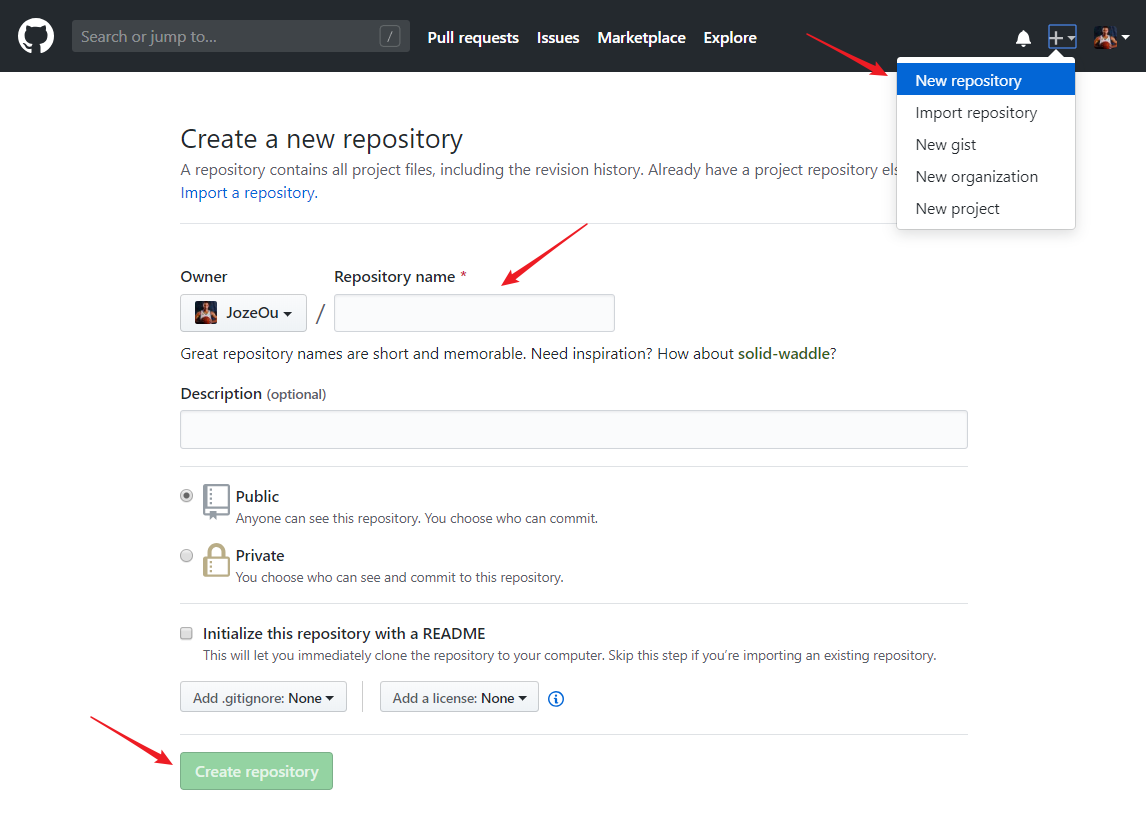 Search or jump to... /
Pull requests Issues Marketplace Explore
New repository
Import repository
New gist
New organization
New project
Create a new repository
A repository contains all project files, including the revision history. Already have a project repository
Import a repository.
Owner Repository name *
JozeOu /
Great repository names are short and memorable. Need inspiration? How about solid-waddle?
Description (optional)
Public
Anyone can see this repository. You choose who can commit.
Private
You choose who can see and commit to this repository.
Initialize this repository with a README
This will let you immediately clone the repository to your computer. Skip this step if you're importing an existing repository.
Add .gitignore: None Add a license: None
Create repository